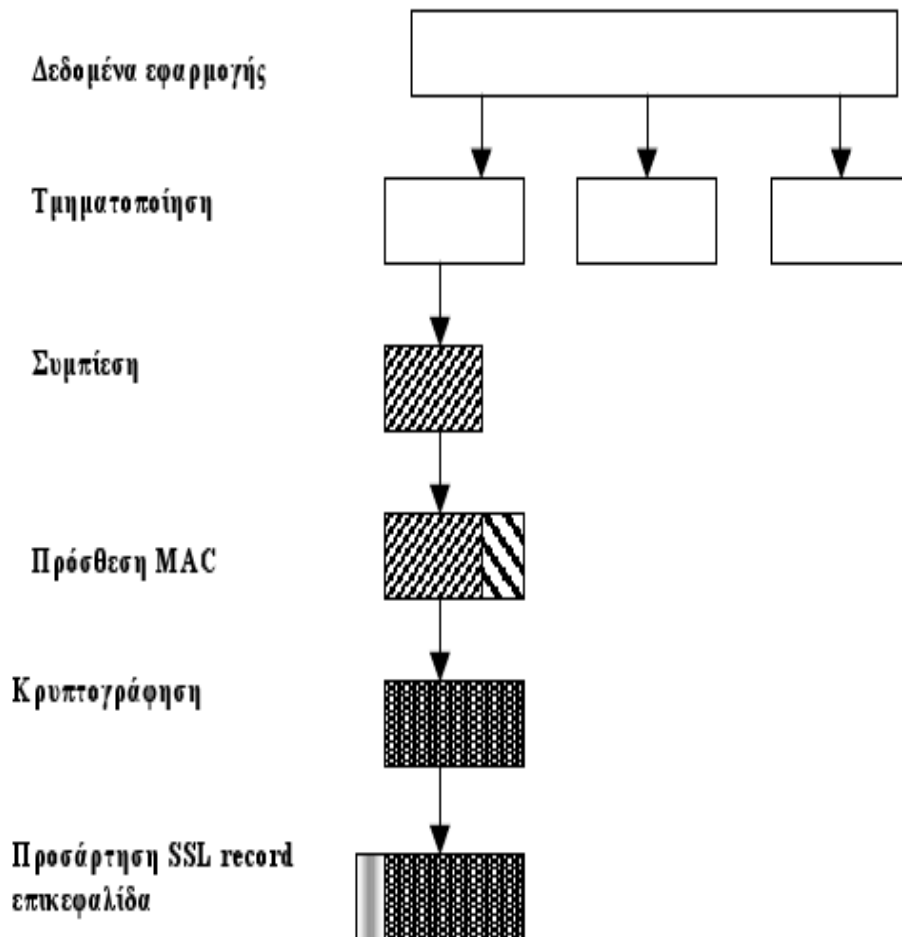 Δεδομένα εφαρμογής
Τμηματοποίηση
Συμπίεση
Πρόσθεση MAC
Κρυπτογράφηση
Προσάρτηση SSL record
επικεφαλίδα